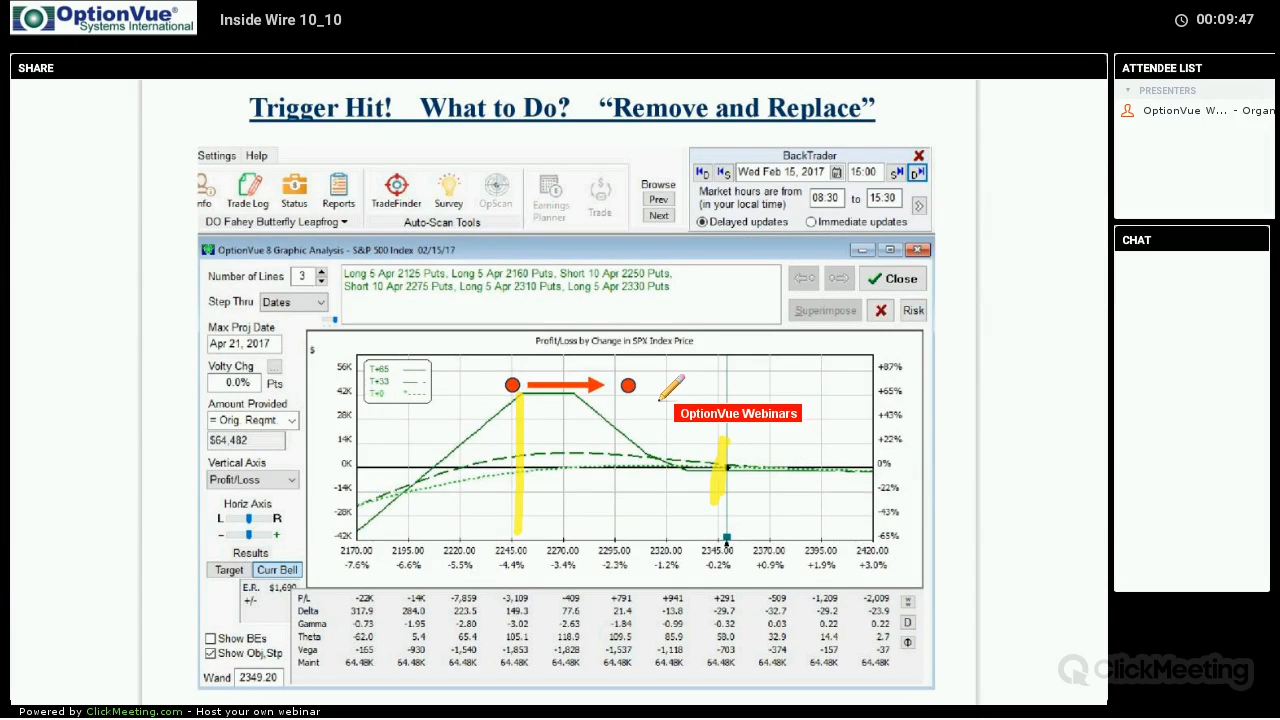 OptionVue
Systems International
Inside Wire 10_10
00:09:47
SHARE
ATTENDEE LIST
PRESENTERS
OptionVue W... - Organ
CHAT
Trigger Hit! What to Do? “Remove and Replace”
Settings Help
BackTrader
Wed Feb 15, 2017 15:00
Market hours are from
(in your local time)
08:30 to 15:30
Delayed updates Immediate updates
nfo Trade Log Status Reports TradeFinder Survey OpScan Earnings Planner Trade
Browse
Prev
Next
DO Fahey Butterfly Leapfrog Auto-Scan Tools
OptionVue 8 Graphic Analysis - S&P 500 Index 02/15/17
Number of Lines 3
Long 5 Apr 2125 Puts, Long 5 Apr 2160 Puts, Short 10 Apr 2250 Puts,
Short 10 Apr 2275 Puts, Long 5 Apr 2310 Puts, Long 5 Apr 2330 Puts
Close
Step Thru Dates
Superimpose Risk
Max Proj Date
Apr 21, 2017
Volty Chg ...
0.0% Pts
Amount Provided
= Orig. Reqmt.
$64,482
Vertical Axis
Profit/Loss
Horiz Axis
L R
- +
Results
Target Curr Bell
E.R. $1,690
+/-
Show BEs
Show Obj,Stp
Wand 2349.20
Profit/Loss by Change in SPX Index Price
$
T+65
T+33
T+0
56K +87%
42K +65%
28K +43%
14K +22%
0K 0%
-14K -22%
-28K -43%
-42K -65%
OptionVue Webinars
2170.00 2195.00 2220.00 2245.00 2270.00 2295.00 2320.00 2345.00 2370.00 2395.00 2420.00
-7.6% -6.6% -5.5% -4.4% -3.4% -2.3% -1.2% -0.2% +0.9% +1.9% +3.0%
P/L -22K -14K -7,859 -3,109 -409 +791 +941 +291 -509 -1,209 -2,009
Delta 317.9 284.0 223.5 149.3 77.6 21.4 -13.8 -29.7 -32.7 -29.2 -23.9
Gamma -0.73 -1.95 -2.80 -3.02 -2.63 -1.84 -0.99 -0.32 0.03 0.22 0.22
Theta -62.0 5.4 65.4 105.1 118.9 109.5 85.9 58.0 32.9 14.4 2.7
Vega -165 -930 -1,540 -1,853 -1,828 -1,537 -1,118 -703 -374 -157 -37
Maint 64.48K 64.48K 64.48K 64.48K 64.48K 64.48K 64.48K 64.48K 64.48K 64.48K 64.48K
D
ClickMeeting
Powered by ClickMeeting.com - Host your own webinar